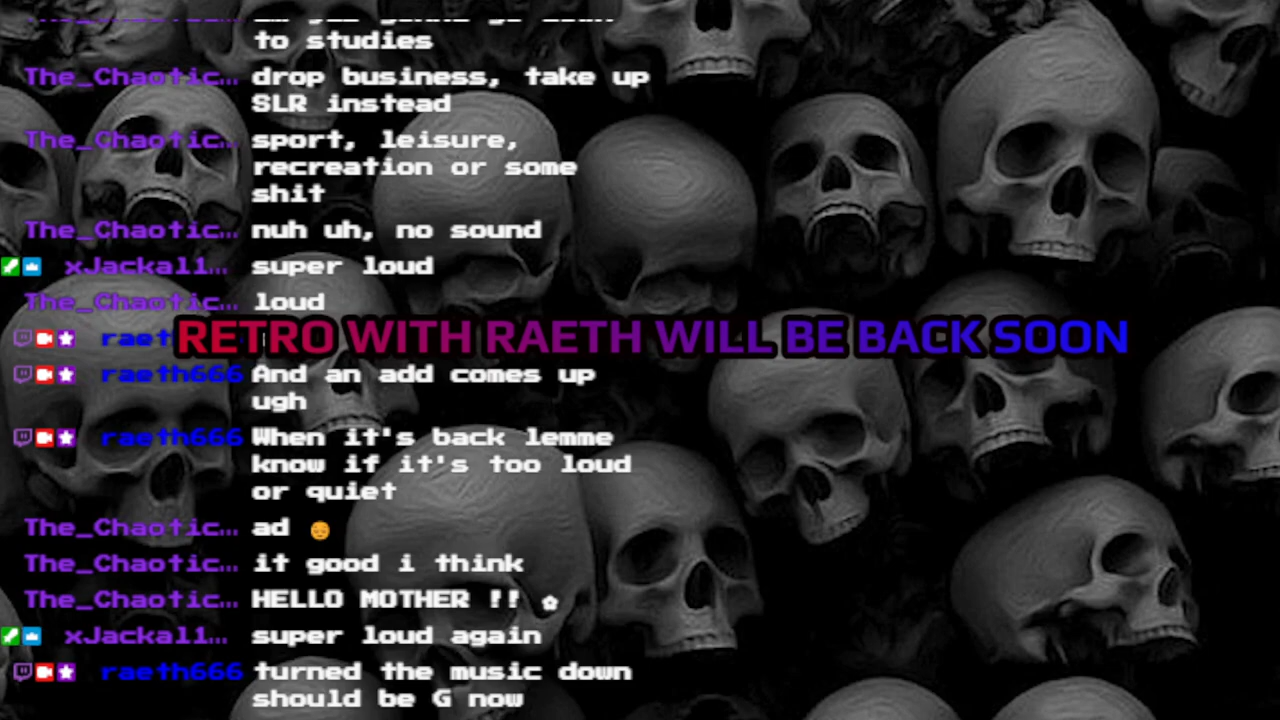 to studies
The_Chaotic… drop business, take up
SLR instead
The_Chaotic… sport, leisure,
recreation or some
shit
The_Chaotic… nuh uh, no sound
xJackal1… super loud
The_Chaotic… loud
RETRO WITH RAETH WILL BE BACK SOON
raeth666 And an add comes up
ugh
raeth666 When it's back lemme
know if it's too loud
or quiet
The_Chaotic… ad
The_Chaotic… it good i think
The_Chaotic… HELLO MOTHER !!
xJackal1… super loud again
raeth666 turned the music down
should be G now